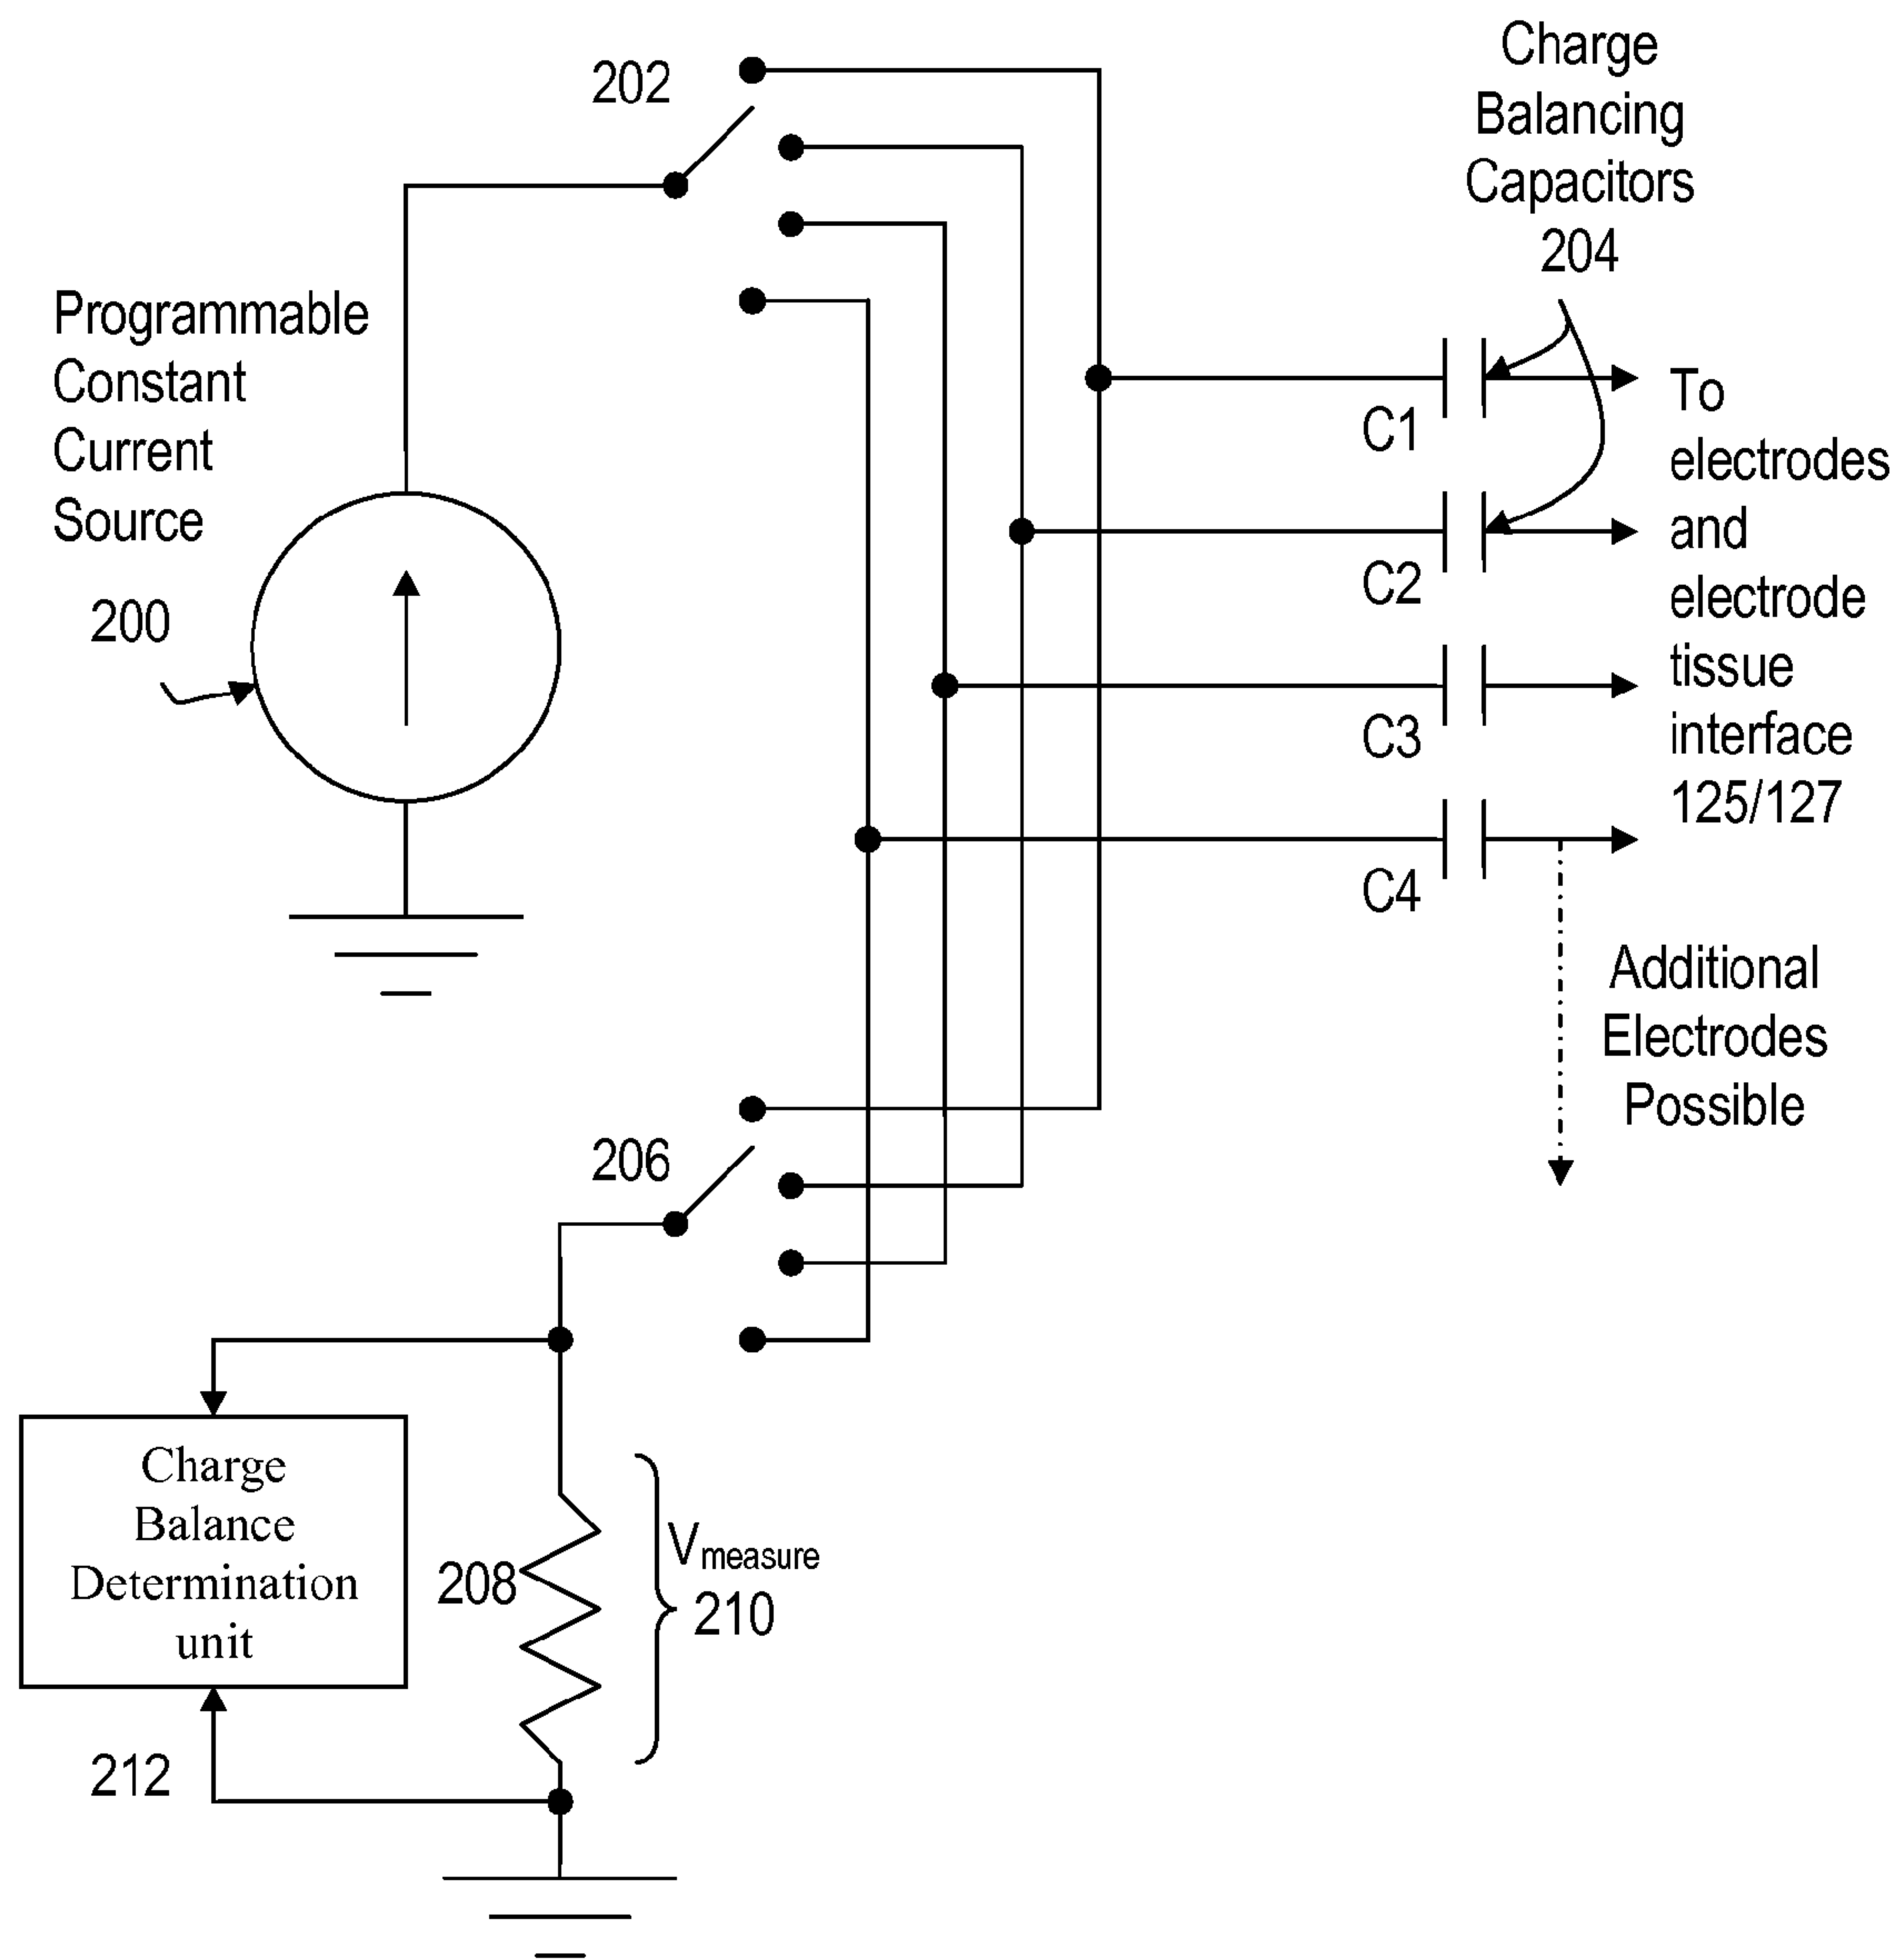 Charge
Balancing
Capacitors
204
202
Programmable
Constant
Current
Source
200
C1
C2
C3
C4
To
electrodes
and
electrode
tissue
interface
125/127
Additional
Electrodes
Possible
206
Charge
Balance
Determination
unit
208
Vmeasure
210
212